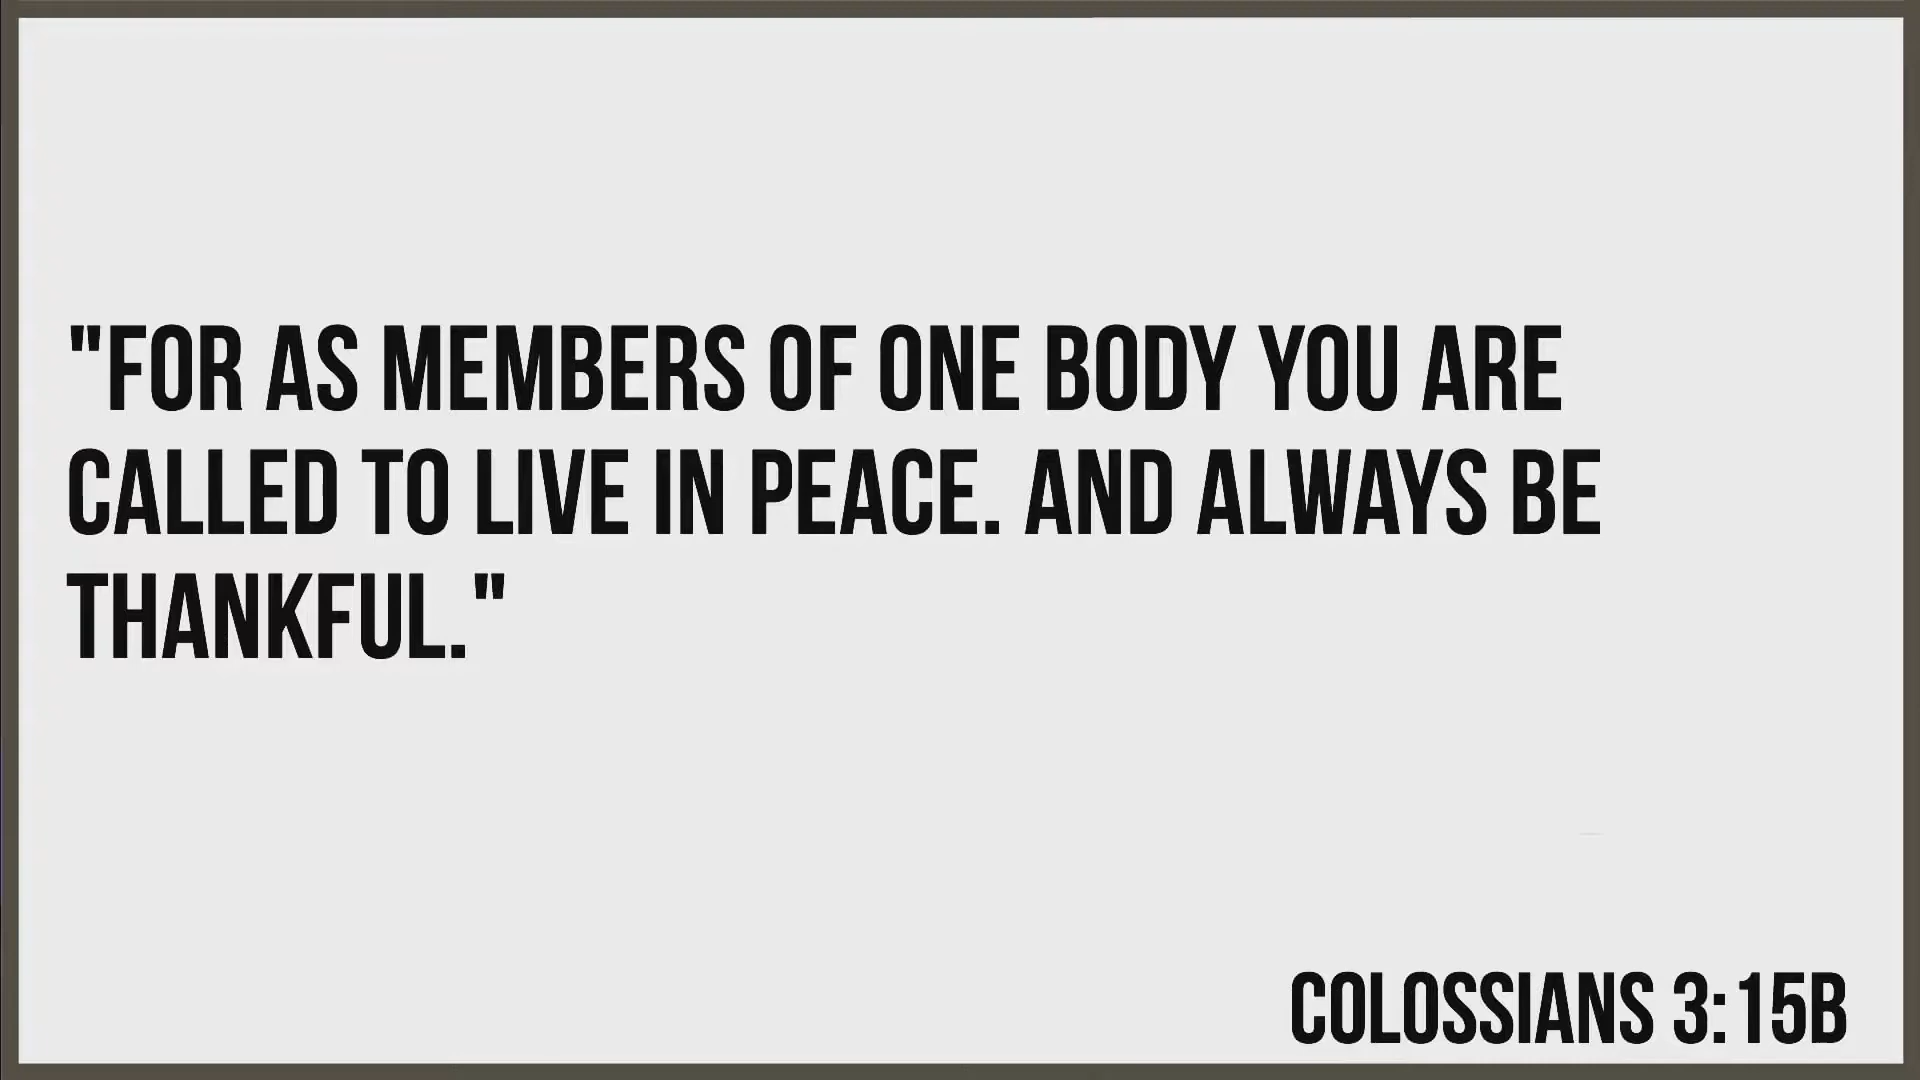 "FOR AS MEMBERS OF ONE BODY YOU ARE
CALLED TO LIVE IN PEACE. AND ALWAYS BE
THANKFUL."
COLOSSIANS 3:15B